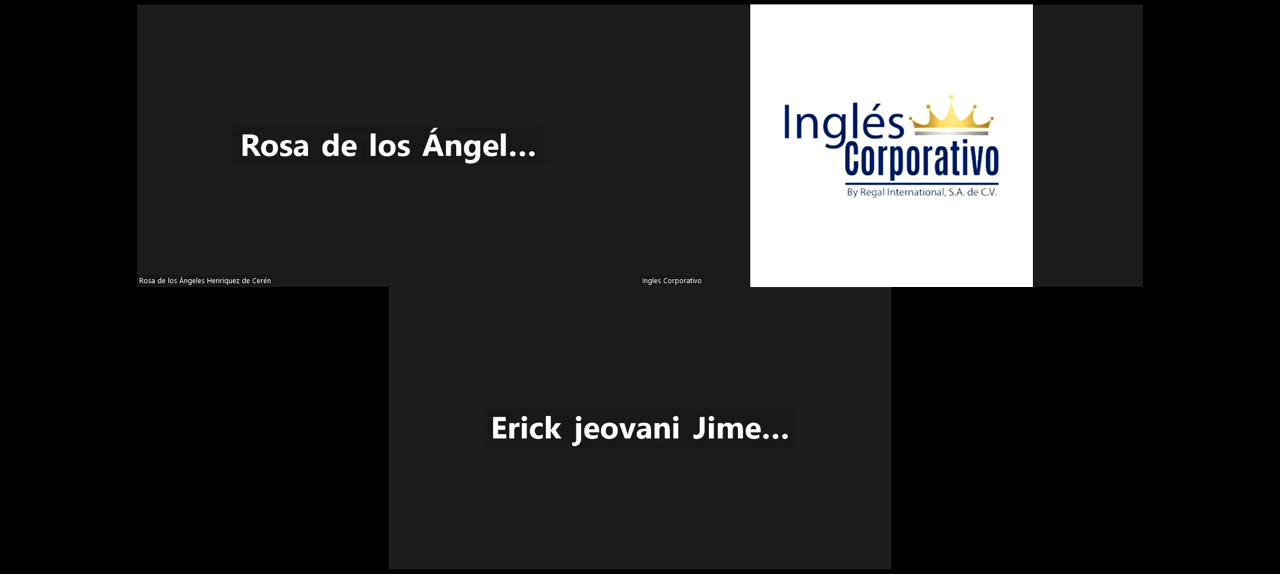 Rosa de los Ángel...
Rosa de los Ángeles Henriquez de Cerén
Inglés
Corporativo
By Regal International, S.A. de C.V.
Ingles Corporativo
Erick jeovani Jime...